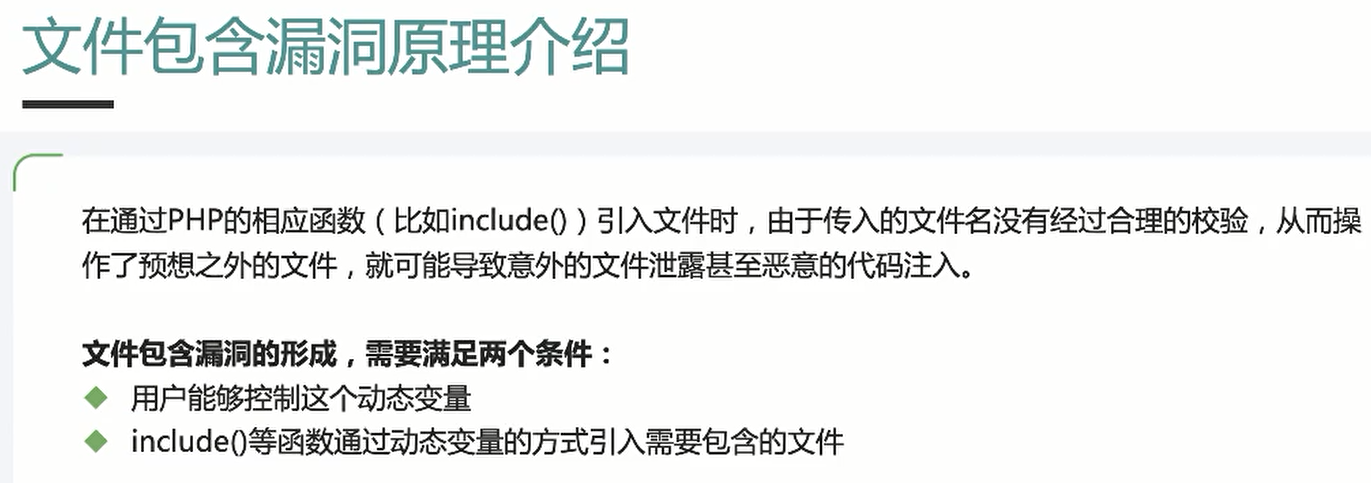 文件包含漏洞原理介绍
在通过PHP的相应函数（比如include()）引入文件时，由于传入的文件名没有经过合理的校验，从而操
作了预想之外的文件，就可能导致意外的文件泄露甚至恶意的代码注入。
文件包含漏洞的形成，需要满足两个条件：
用户能够控制这个动态变量
include()等函数通过动态变量的方式引入需要包含的文件